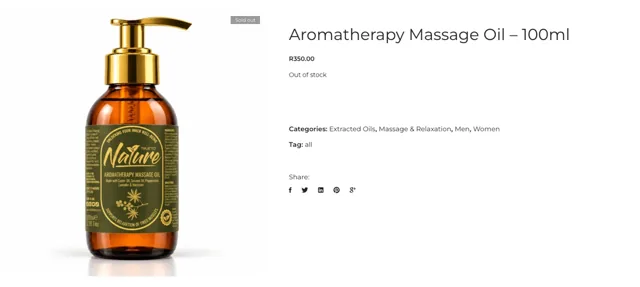 Sold out
Aromatherapy Massage Oil – 100ml
R350.00
Out of stock
Categories: Extracted Oils, Massage & Relaxation, Men, Women
Tag: all
Share:
Nature
AROMATHERAPY MASSAGE OIL